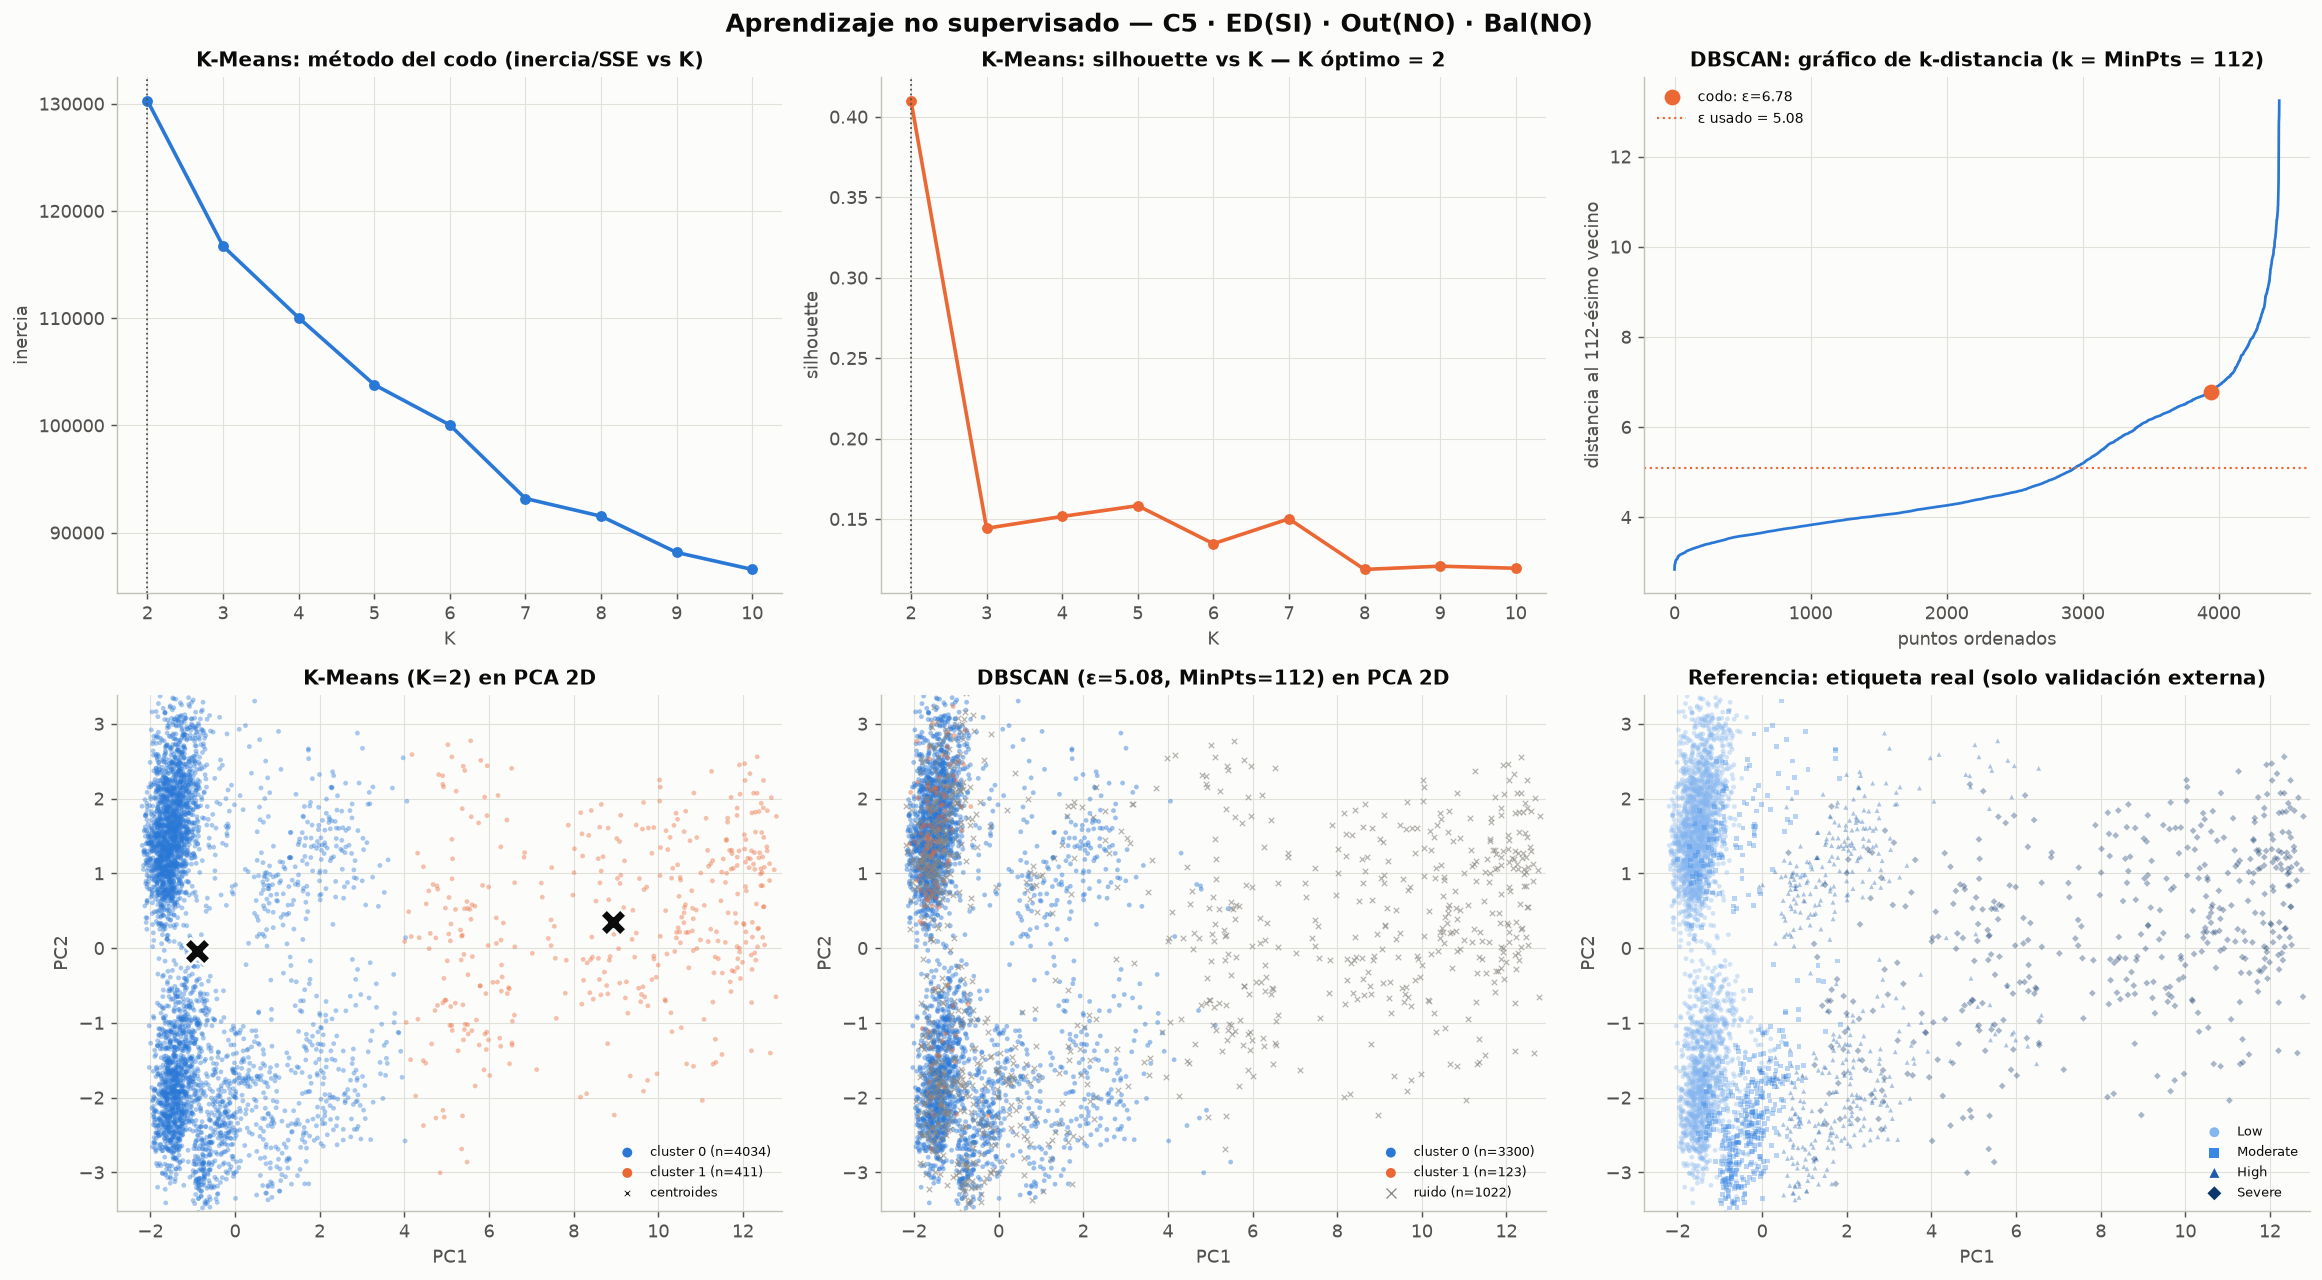 Aprendizaje no supervisado — C5 · ED(SI) · Out(NO) · Bal(NO)
K-Means: método del codo (inercia/SSE vs K)
130000
120000
110000
100000
90000
inercia
2 3 4 5 6 7 8 9 10
K
K-Means: silhouette vs K — K óptimo = 2
0.40
0.35
0.30
0.25
0.20
0.15
silhouette
2 3 4 5 6 7 8 9 10
K
DBSCAN: gráfico de k-distancia (k = MinPts = 112)
codo: ε=6.78
ε usado = 5.08
12
10
8
6
4
distancia al 112-ésimo vecino
0 1000 2000 3000 4000
puntos ordenados
K-Means (K=2) en PCA 2D
3
2
1
0
−1
−2
−3
PC2
cluster 0 (n=4034)
cluster 1 (n=411)
centroides
−2 0 2 4 6 8 10 12
PC1
DBSCAN (ε=5.08, MinPts=112) en PCA 2D
3
2
1
0
−1
−2
−3
PC2
cluster 0 (n=3300)
cluster 1 (n=123)
ruido (n=1022)
−2 0 2 4 6 8 10 12
PC1
Referencia: etiqueta real (solo validación externa)
3
2
1
0
−1
−2
−3
PC2
Low
Moderate
High
Severe
−2 0 2 4 6 8 10 12
PC1